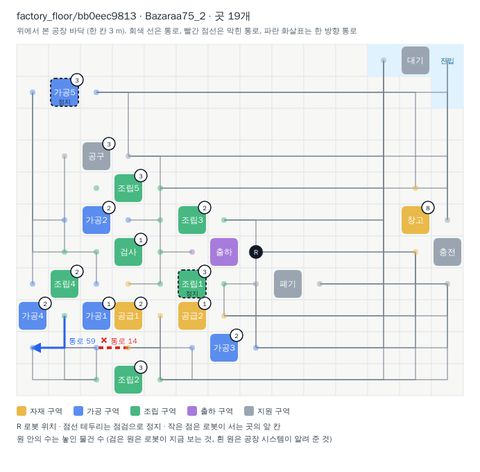 factory_floor/bb0eec9813 · Bazaraa75_2 · 곳 19개
위에서 본 공장 바닥 (한 칸 3 m). 회색 선은 통로, 빨간 점선은 막힌 통로, 파란 화살표는 한 방향 통로
대기
진입
3
가공5
정지
3
공구
3
조립5
2
가공2
2
조립3
8
창고
1
검사
출하
R
충전
2
조립4
3
조립1
정지
폐기
2
가공4
1
가공1
2
공급1
1
공급2
통로 59
✖ 통로 14
2
가공3
3
조립2
자재 구역
가공 구역
조립 구역
출하 구역
지원 구역
R 로봇 위치 · 점선 테두리는 점검으로 정지 · 작은 점은 로봇이 서는 곳의 앞 칸
원 안의 수는 놓인 물건 수 (검은 원은 로봇이 지금 보는 것, 흰 원은 공장 시스템이 알려 준 것)